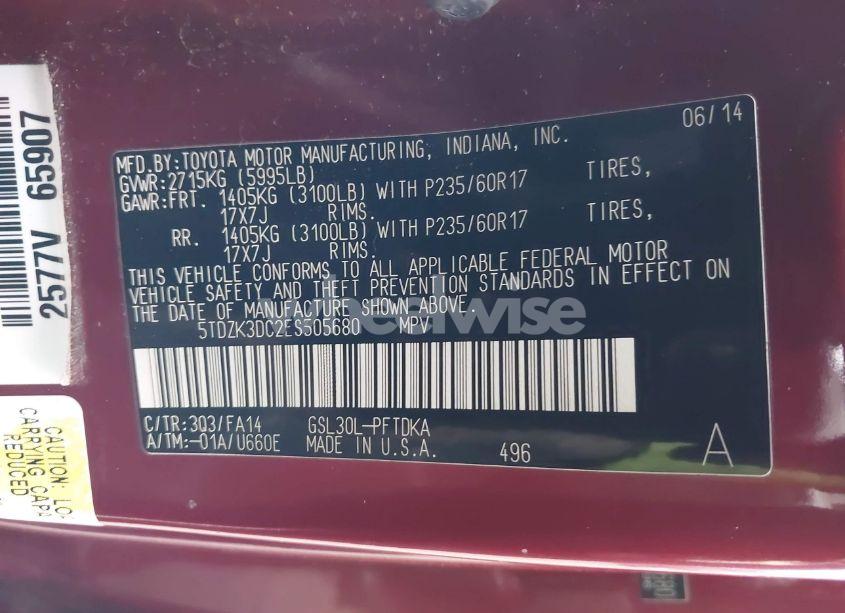 06/14
MFD.BY:TOYOTA MOTOR MANUFACTURING, INDIANA, INC.
GVWR:2715KG (5995LB)
GAWR:FRT. 1405KG (3100LB) WITH P235/60R17 TIRES,
17X7J RIMS.
RR. 1405KG (3100LB) WITH P235/60R17 TIRES,
17X7J RIMS.
THIS VEHICLE CONFORMS TO ALL APPLICABLE FEDERAL MOTOR
VEHICLE SAFETY AND THEFT PREVENTION STANDARDS IN EFFECT ON
THE DATE OF MANUFACTURE SHOWN ABOVE.
5TDZK3DC2ES505680 MPV
C/TR:3Q3/FA14 GSL30L-PFTDKA
A/TM:-01A/U660E MADE IN U.S.A. 496 A
2577V 65907
CAUTION: LO
CARRYING CAPA
REDUCED
wheelwise